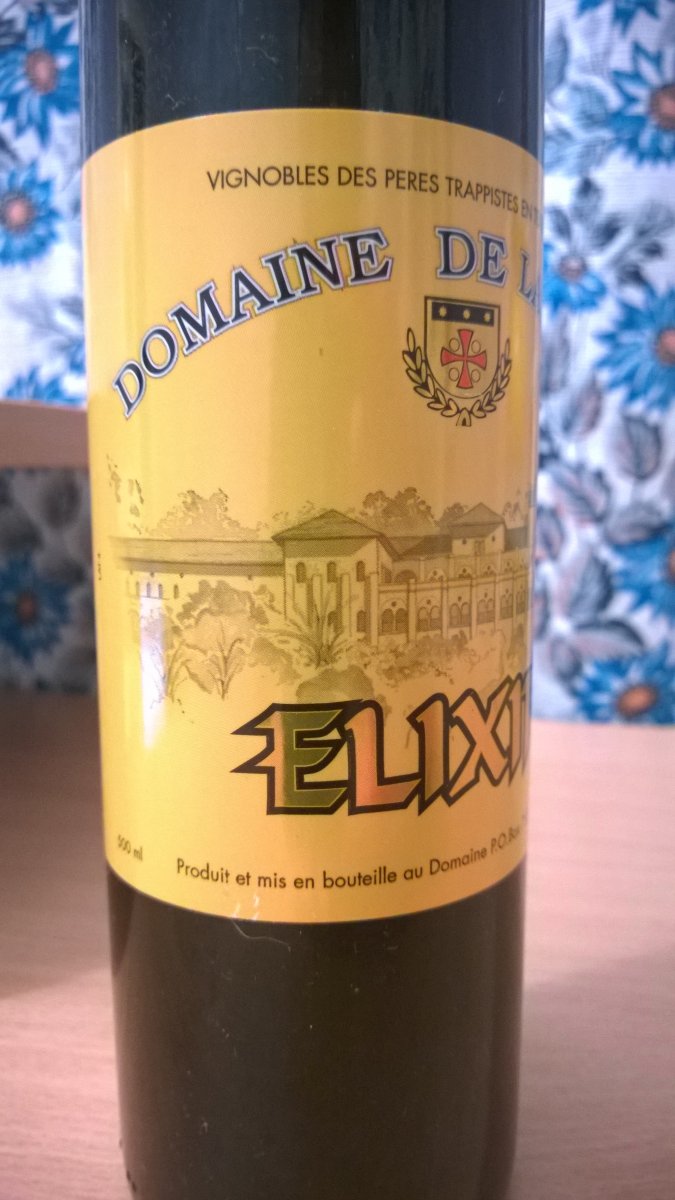 VIGNOBLES DES PERES TRAPPISTES EN
DOMAINE DE LA
ELIXI
500 ml
Produit et mis en bouteille au Domaine P.O.Box